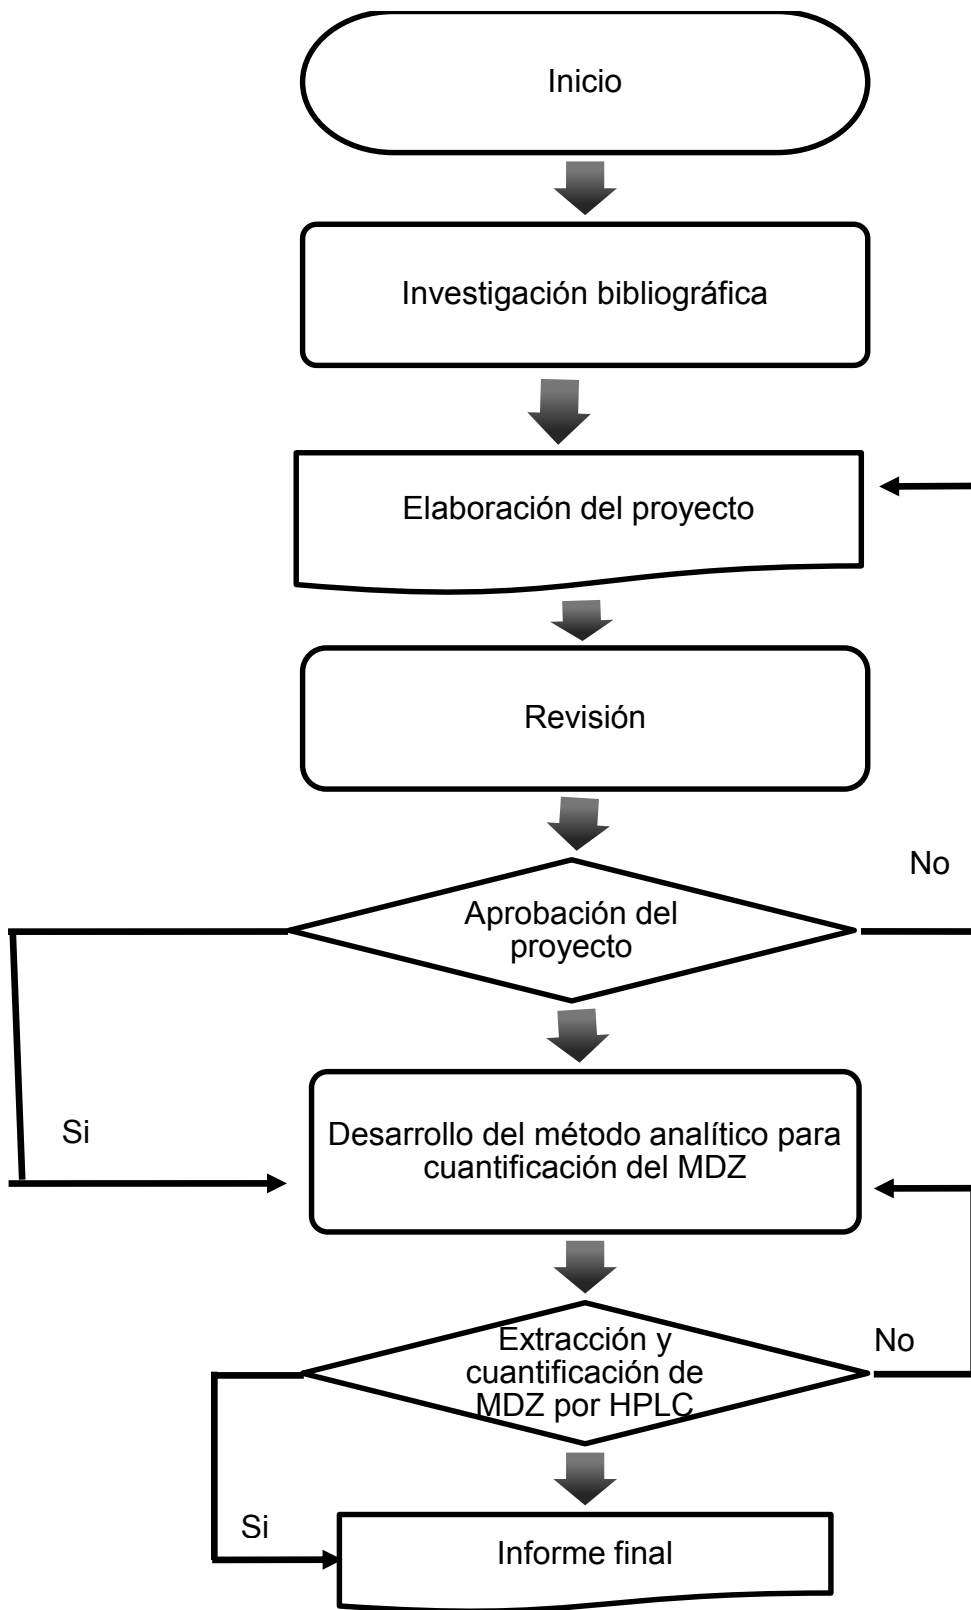 Inicio
Investigación bibliográfica
Elaboración del proyecto
Revisión
No
Aprobación del
proyecto
Si
Desarrollo del método analítico para
cuantificación del MDZ
Extracción y
cuantificación de
MDZ por HPLC
No
Si
Informe final